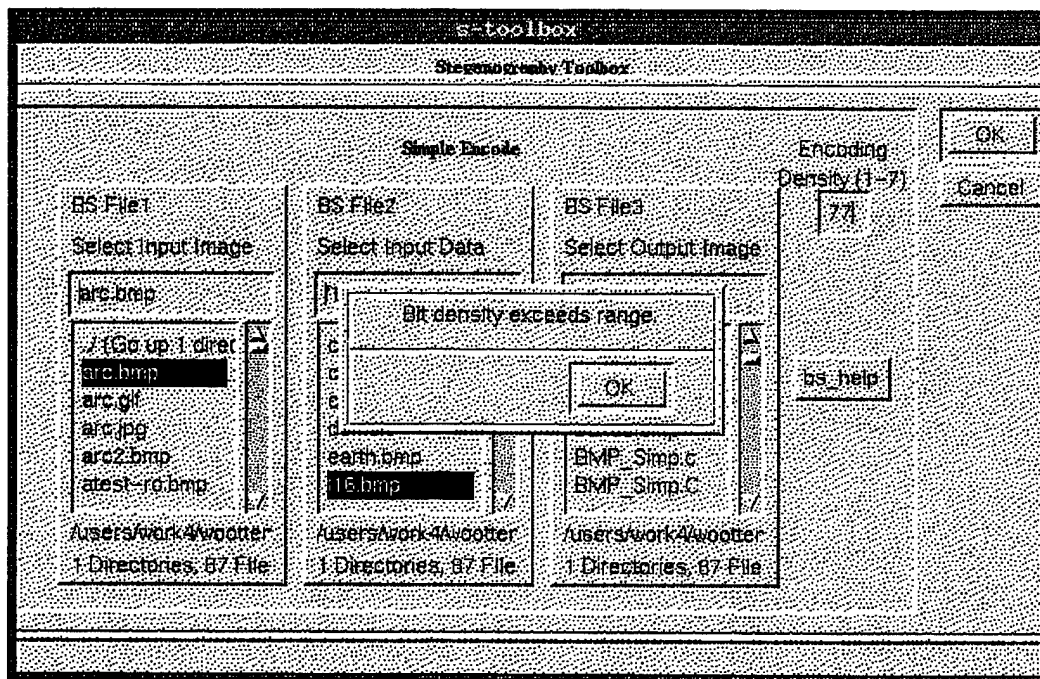 s-toolbox
Steganography Toolbox
Simple Encode
Encoding
Density (1-7)
77
OK
Cancel
BS File1
Select Input Image
arc.bmp
../ (Go up 1 direc
arc.bmp
arc.gif
arc.jpg
arc2.bmp
atest-ro.bmp
/users/work4/wootter
1 Directories, 87 File
BS File2
Select Input Data
earth.bmp
f16.bmp
/users/work4/wootter
1 Directories, 87 File
BS File3
Select Output Image
BMP_Simp.c
BMP_Simp.C
/users/work4/wootter
1 Directories, 87 File
Bit density exceeds range.
OK
bs_help